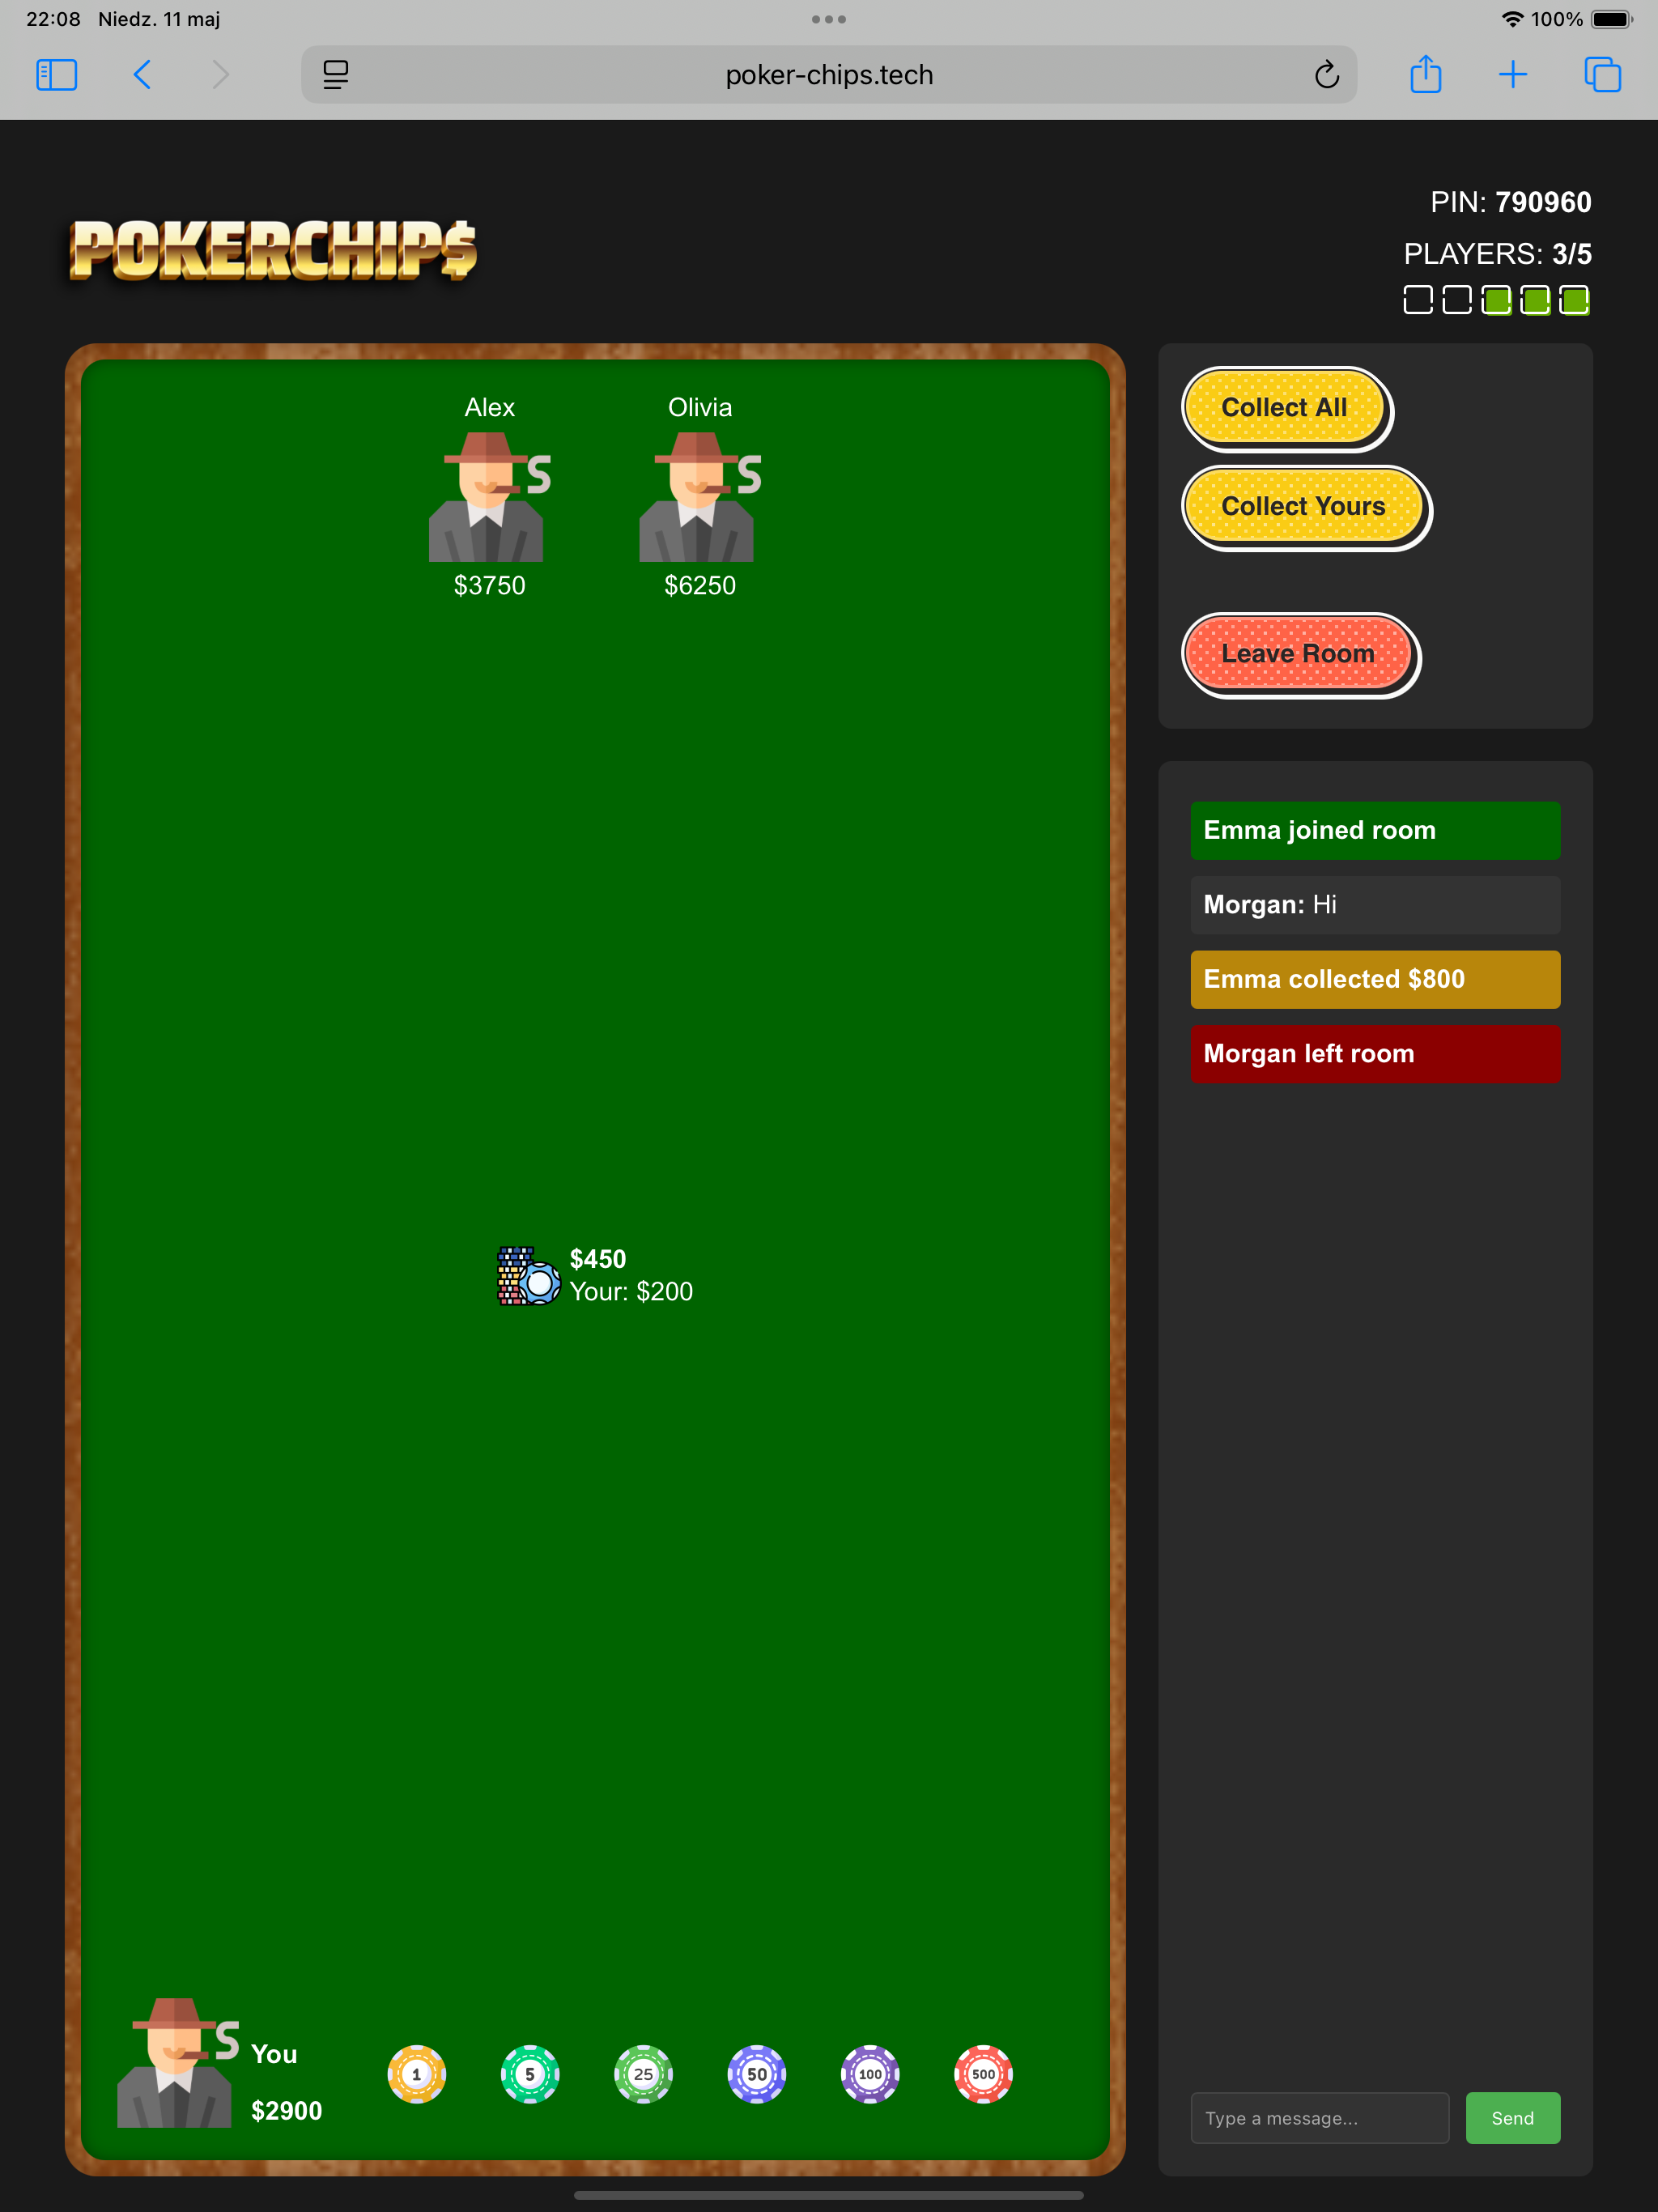 22:08 Niedz. 11 maj
100%
poker-chips.tech
POKERCHIP$
PIN: 790960
PLAYERS: 3/5
Alex
Olivia
$3750
$6250
Collect All
Collect Yours
Leave Room
Emma joined room
Morgan: Hi
Emma collected $800
Morgan left room
$450
Your: $200
You
$2900
1
5
25
50
100
500
Type a message...
Send